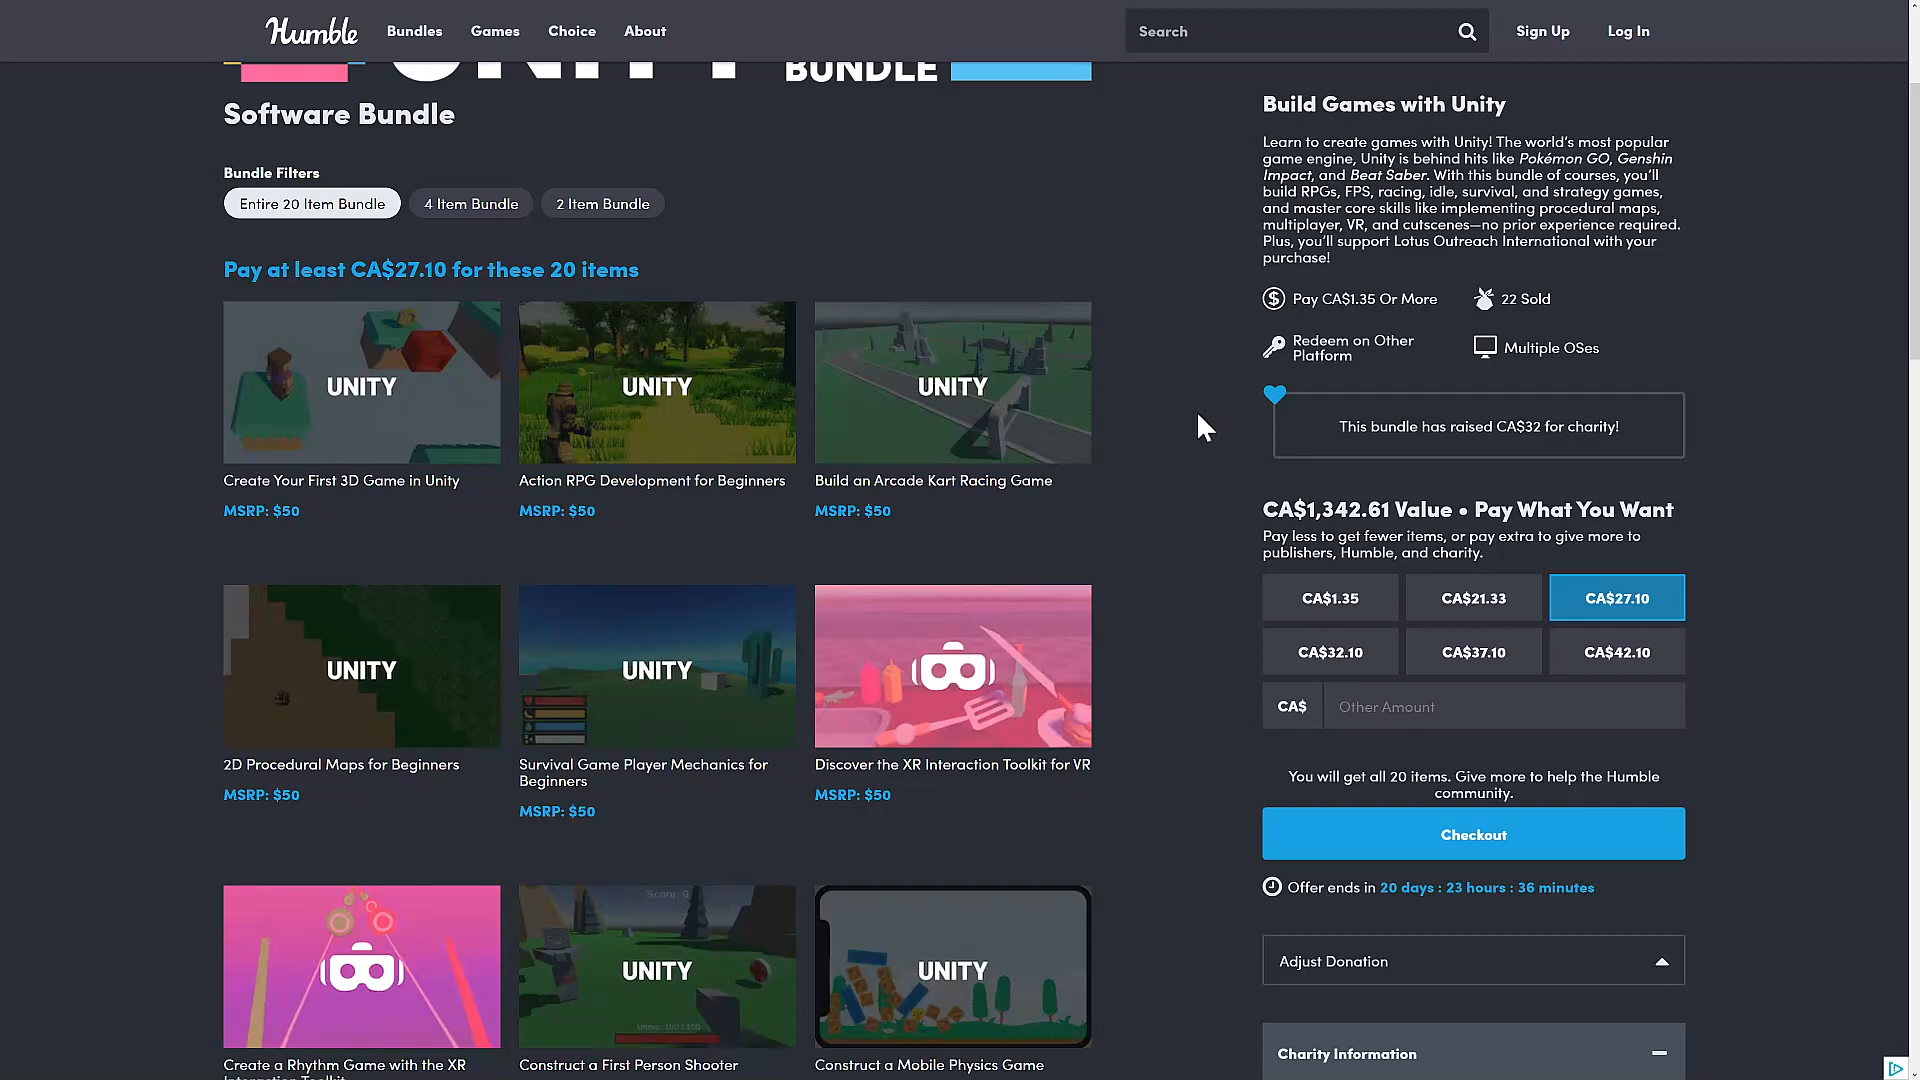 Humble
Bundles
Games
Choice
About
Search
Sign Up
Log In
UNITY
BUNDLE
Software Bundle
Bundle Filters
Entire 20 Item Bundle
4 Item Bundle
2 Item Bundle
Pay at least CA$27.10 for these 20 items
UNITY
UNITY
UNITY
Create Your First 3D Game in Unity
Action RPG Development for Beginners
Build an Arcade Kart Racing Game
MSRP: $50
MSRP: $50
MSRP: $50
UNITY
UNITY
2D Procedural Maps for Beginners
Survival Game Player Mechanics for
Beginners
Discover the XR Interaction Toolkit for VR
MSRP: $50
MSRP: $50
MSRP: $50
Score: 0
UNITY
UNITY
Ammo: 100 / 100
Create a Rhythm Game with the XR
Interaction Toolkit
Construct a First Person Shooter
Construct a Mobile Physics Game
Build Games with Unity
Learn to create games with Unity! The world's most popular
game engine, Unity is behind hits like Pokémon GO, Genshin
Impact, and Beat Saber. With this bundle of courses, you'll
build RPGs, FPS, racing, idle, survival, and strategy games,
and master core skills like implementing procedural maps,
multiplayer, VR, and cutscenes—no prior experience required.
Plus, you'll support Lotus Outreach International with your
purchase!
Pay CA$1.35 Or More
22 Sold
Redeem on Other
Platform
Multiple OSes
This bundle has raised CA$32 for charity!
CA$1,342.61 Value • Pay What You Want
Pay less to get fewer items, or pay extra to give more to
publishers, Humble, and charity.
CA$1.35
CA$21.33
CA$27.10
CA$32.10
CA$37.10
CA$42.10
CA$
Other Amount
You will get all 20 items. Give more to help the Humble
community.
Checkout
Offer ends in 20 days : 23 hours : 36 minutes
Adjust Donation
Charity Information